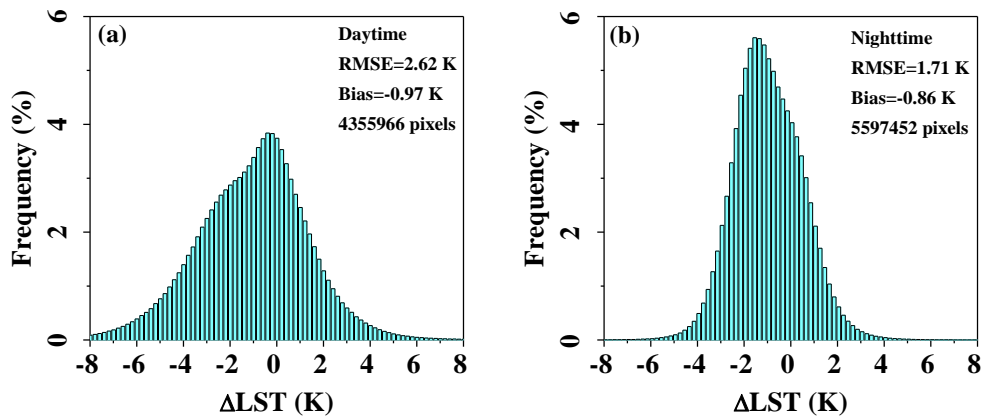 (a)
Daytime
RMSE=2.62 K
Bias=-0.97 K
4355966 pixels
Frequency (%)
6
4
2
0
-8 -6 -4 -2 0 2 4 6 8
ΔLST (K)
(b)
Nighttime
RMSE=1.71 K
Bias=-0.86 K
5597452 pixels
Frequency (%)
6
4
2
0
-8 -6 -4 -2 0 2 4 6 8
ΔLST (K)